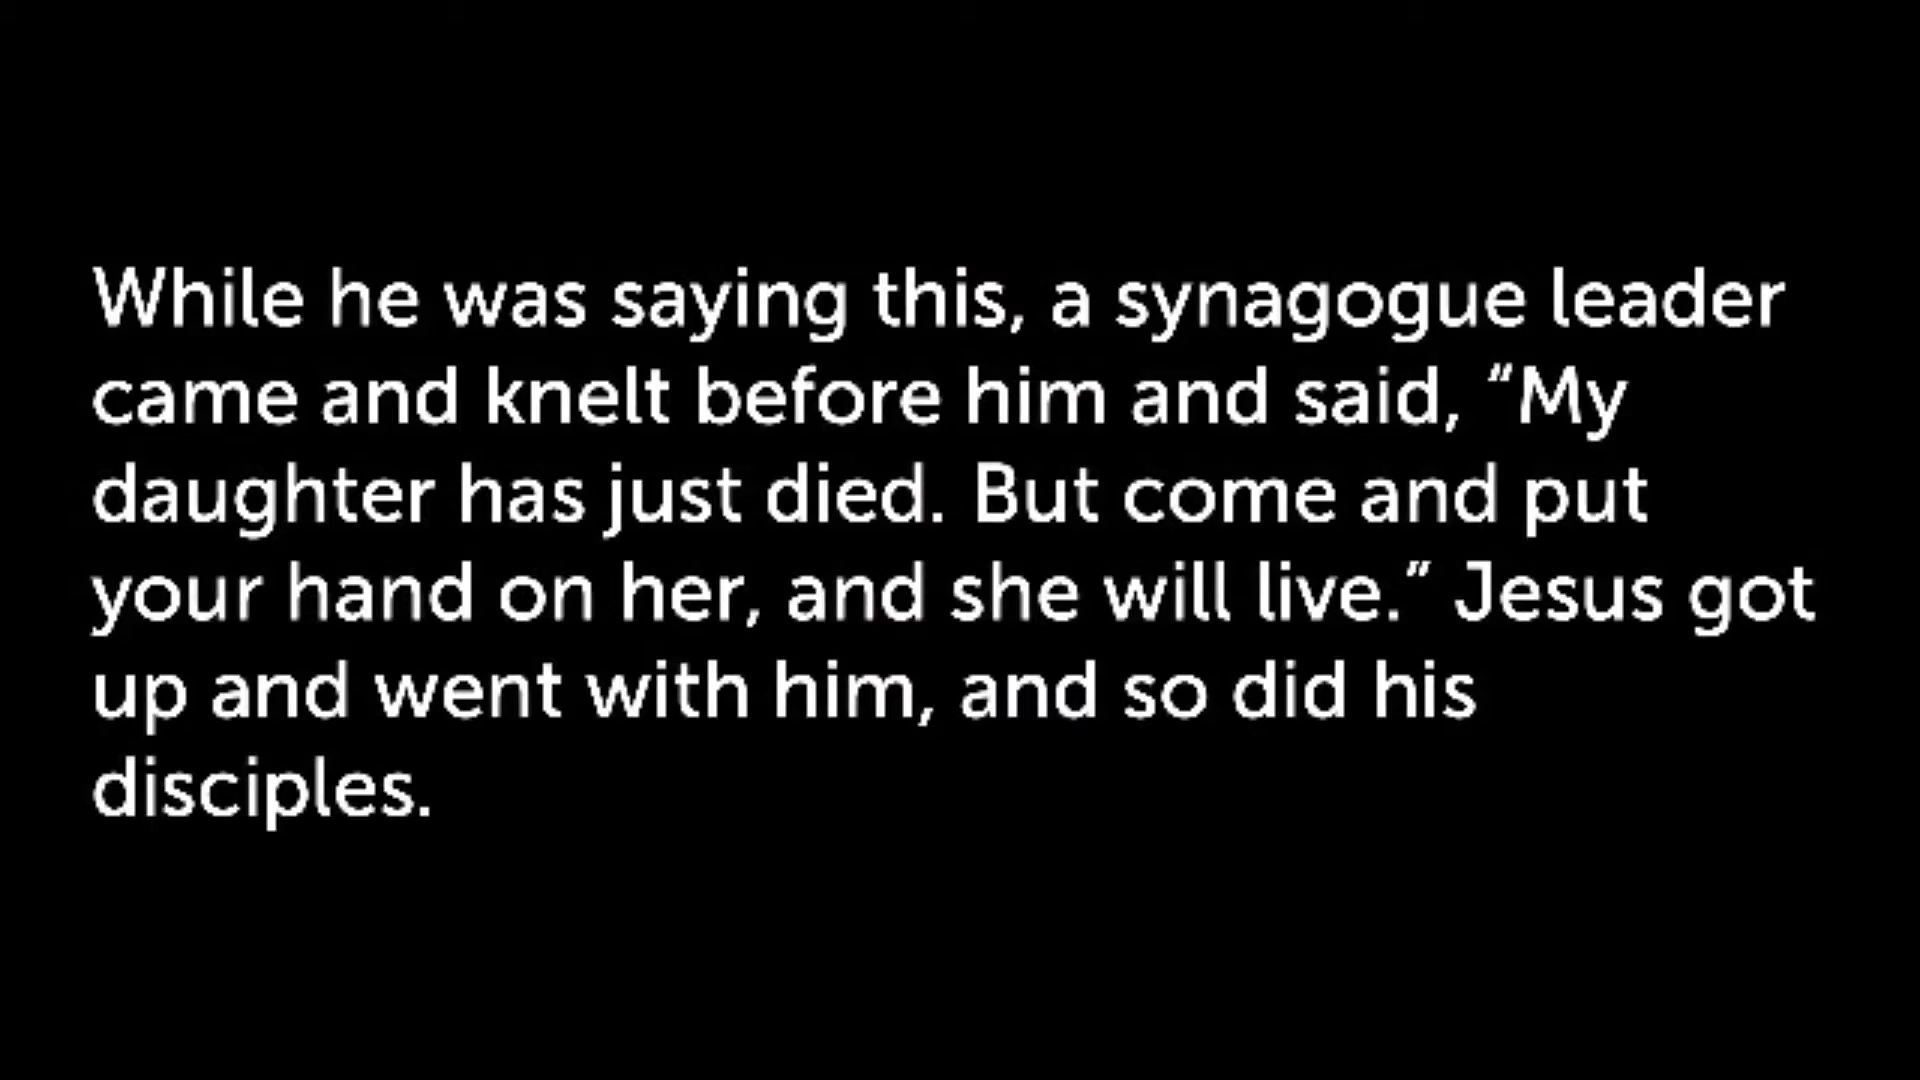 While he was saying this, a synagogue leader
came and knelt before him and said, “My
daughter has just died. But come and put
your hand on her, and she will live.” Jesus got
up and went with him, and so did his
disciples.